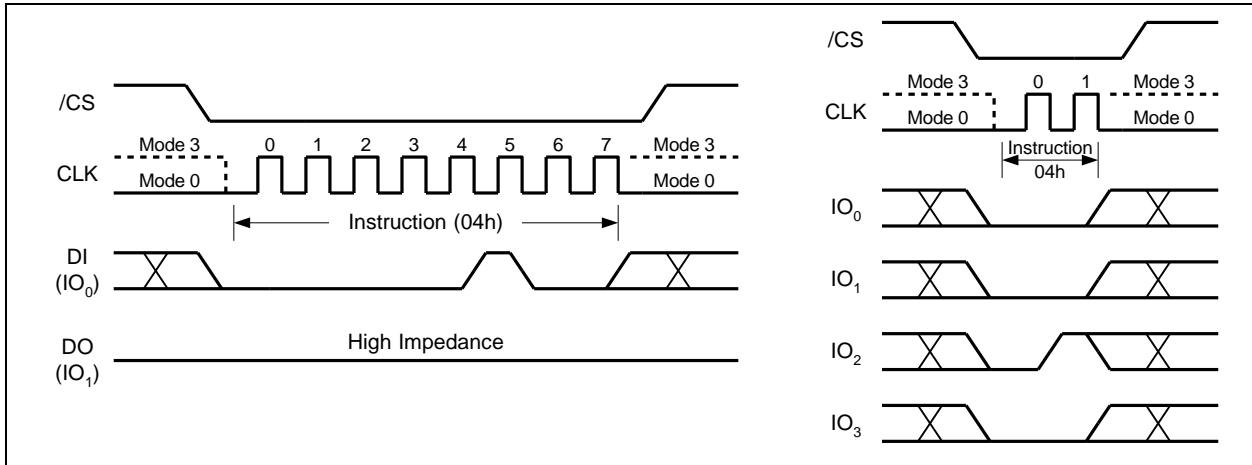 /CS
Mode 3 0 1 2 3 4 5 6 7 Mode 3
CLK
Mode 0 Mode 0
Instruction (04h)
DI
(IO0)
High Impedance
DO
(IO1)
/CS
Mode 3 0 1 Mode 3
CLK
Mode 0 Mode 0
Instruction
04h
IO0
IO1
IO2
IO3